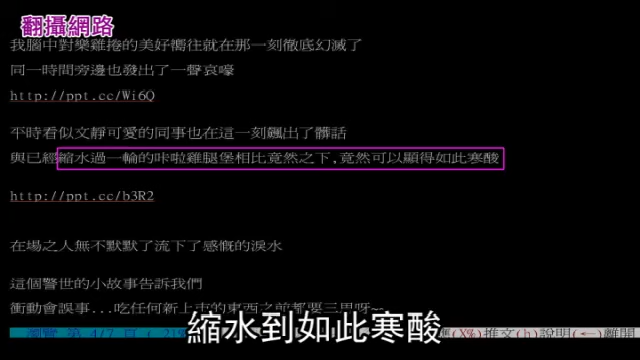 翻攝網路
我腦中對樂雞捲的美好嚮往就在那一刻徹底幻滅了
同一時間旁邊也發出了一聲哀嚎
http://ppt.cc/Wi6Q
平時看似文靜可愛的同事也在這一刻飆出了髒話
與已經縮水過一輪的咔啦雞腿堡相比竟然之下,竟然可以顯得如此寒酸
http://ppt.cc/b3R2
在場之人無不默默了流下了感慨的淚水
這個警世的小故事告訴我們
衝動會誤事...吃任何新上市的東西之前都要三思呀~~
瀏覽 第 4/7 頁 (X%)推文(h)說明(←)離開
縮水到如此寒酸